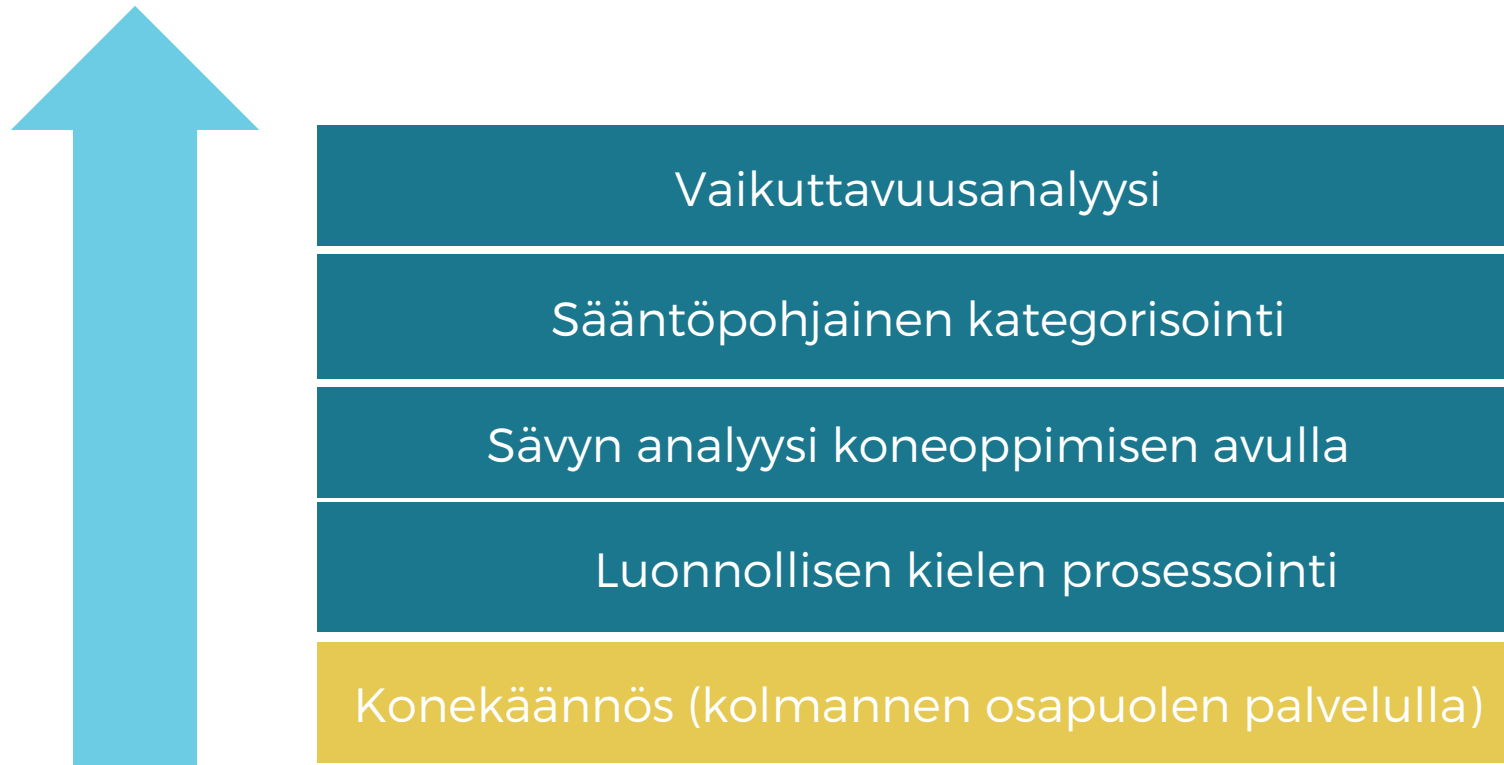 Vaikuttavuusanalyysi
Sääntöpohjainen kategorisointi
Sävyn analyysi koneoppimisen avulla
Luonnollisen kielen prosessointi
Konekäännös (kolmannen osapuolen palvelulla)